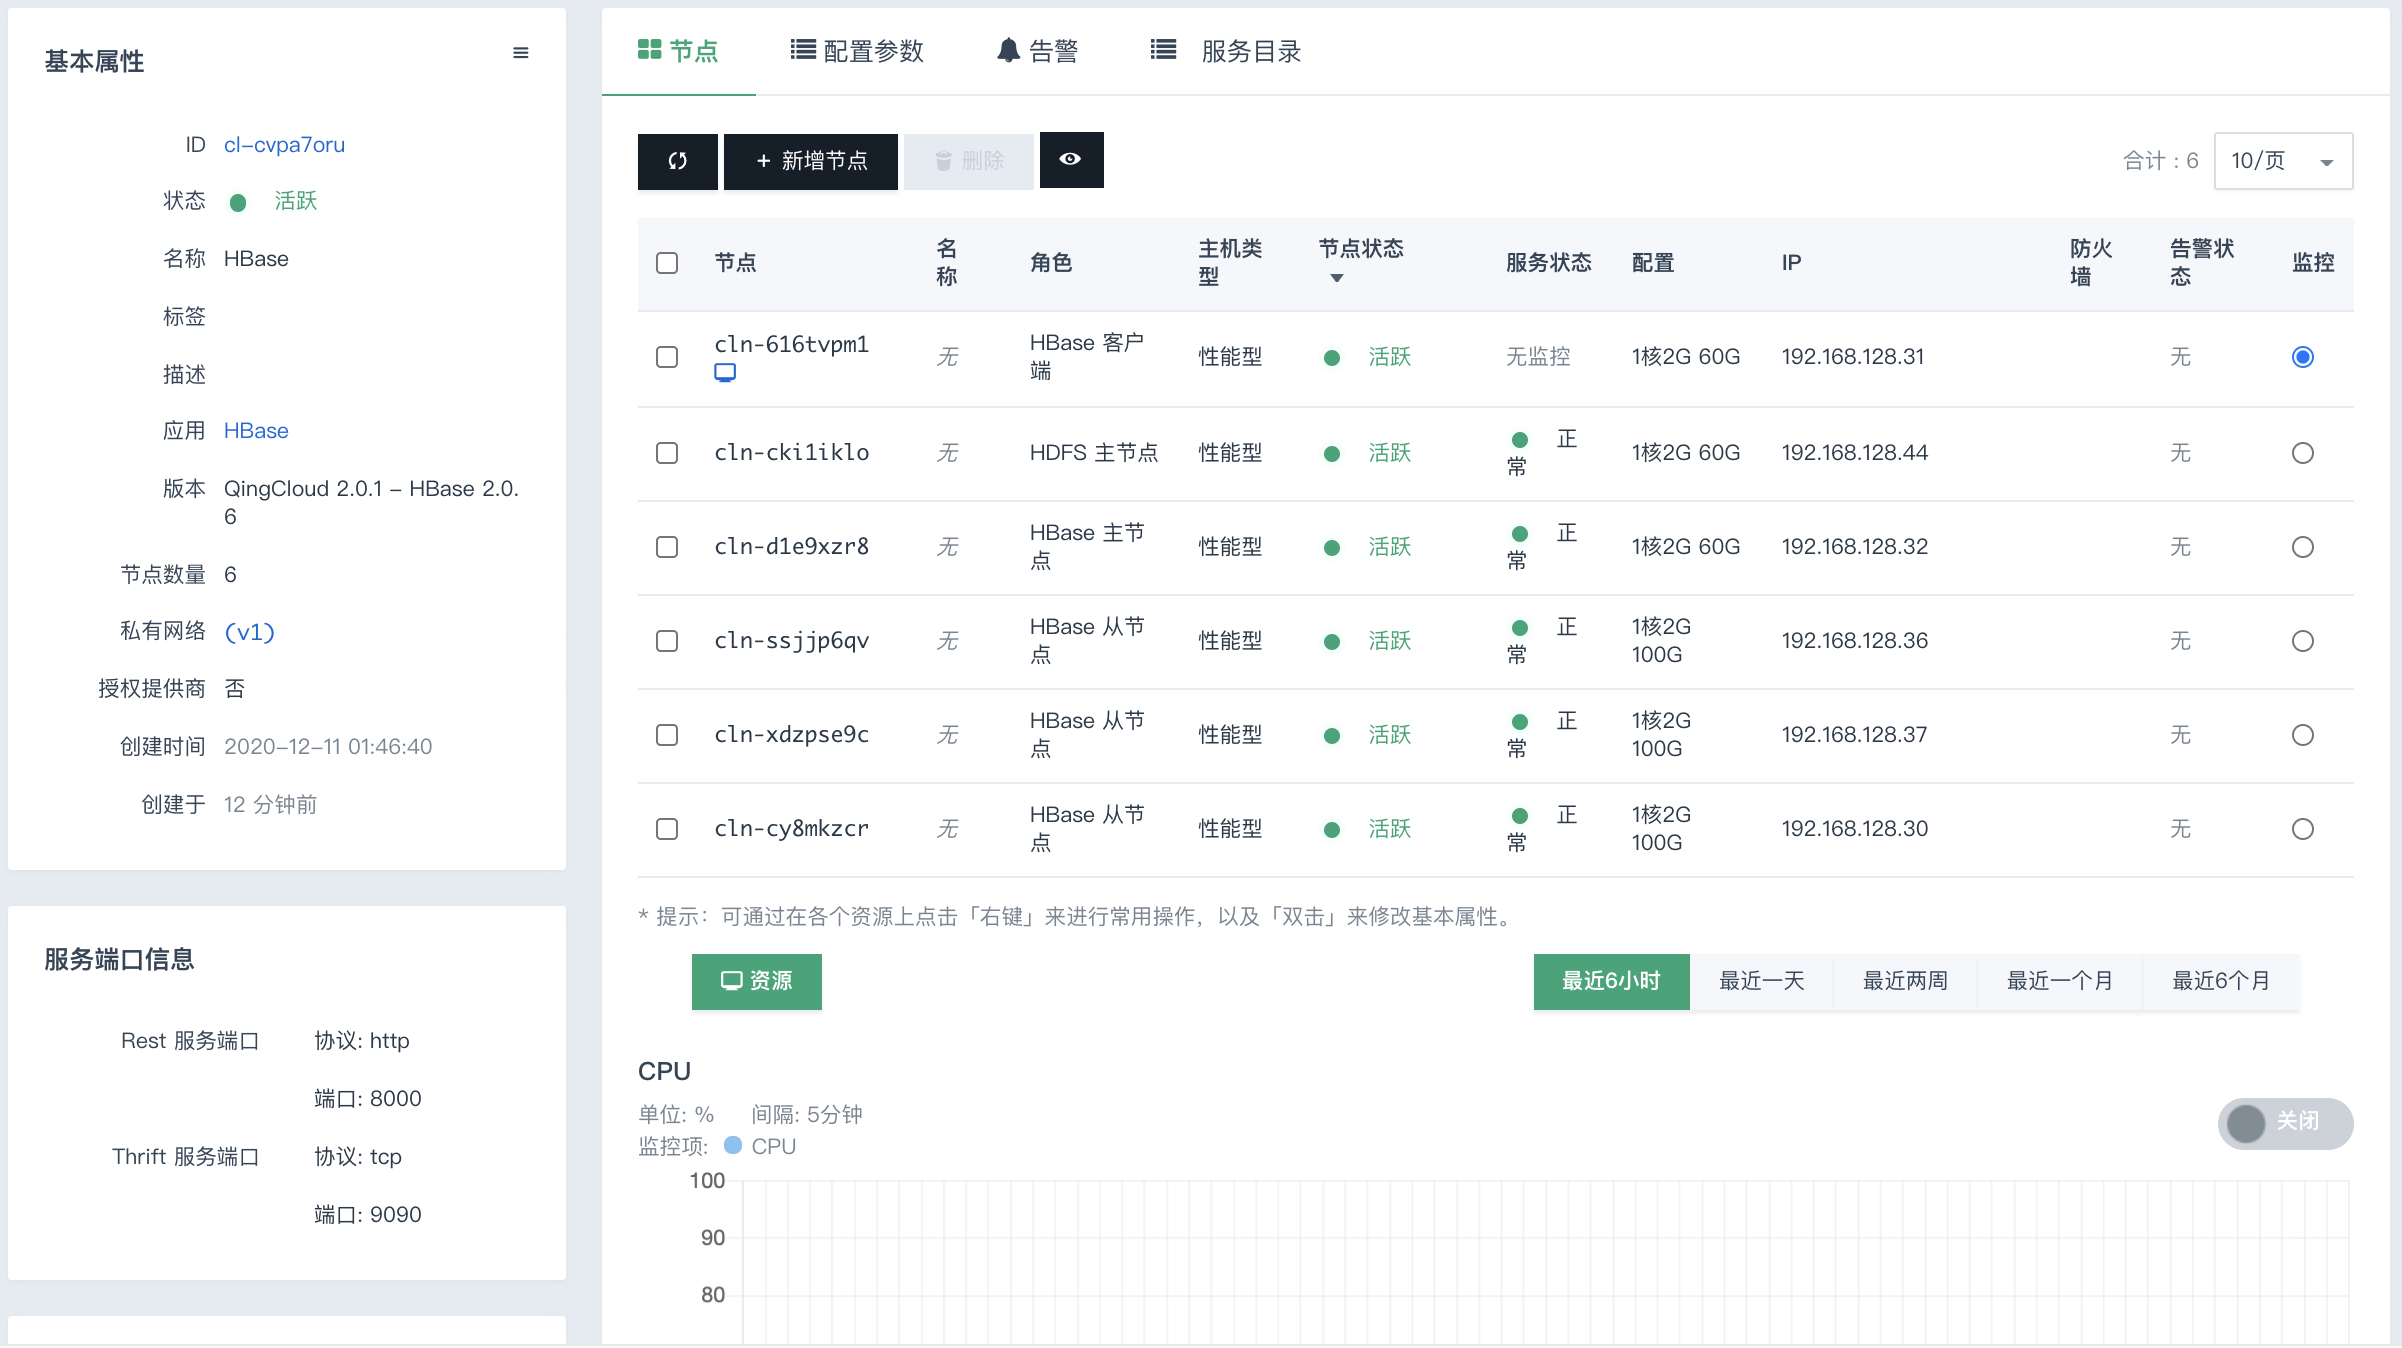 基本属性
ID cl-cvpa7oru
状态 活跃
名称 HBase
标签
描述
应用 HBase
版本 QingCloud 2.0.1 – HBase 2.0.
6
节点数量 6
私有网络 (v1)
授权提供商 否
创建时间 2020-12-11 01:46:40
创建于 12 分钟前
服务端口信息
Rest 服务端口 协议: http
端口: 8000
Thrift 服务端口 协议: tcp
端口: 9090
节点 配置参数 告警 服务目录
+ 新增节点 删除 合计：6 10/页
节点 名称 角色 主机类型 节点状态 服务状态 配置 IP 防火墙 告警状态 监控
cln-616tvpm1 无 HBase 客户端 性能型 活跃 无监控 1核2G 60G 192.168.128.31 无
cln-cki1iklo 无 HDFS 主节点 性能型 活跃 正常 1核2G 60G 192.168.128.44 无
cln-d1e9xzr8 无 HBase 主节点 性能型 活跃 正常 1核2G 60G 192.168.128.32 无
cln-ssjjp6qv 无 HBase 从节点 性能型 活跃 正常 1核2G 100G 192.168.128.36 无
cln-xdzpse9c 无 HBase 从节点 性能型 活跃 正常 1核2G 100G 192.168.128.37 无
cln-cy8mkzcr 无 HBase 从节点 性能型 活跃 正常 1核2G 100G 192.168.128.30 无
* 提示：可通过在各个资源上点击「右键」来进行常用操作，以及「双击」来修改基本属性。
资源 最近6小时 最近一天 最近两周 最近一个月 最近6个月
CPU
单位: % 间隔: 5分钟
监控项: CPU
关闭
100
90
80